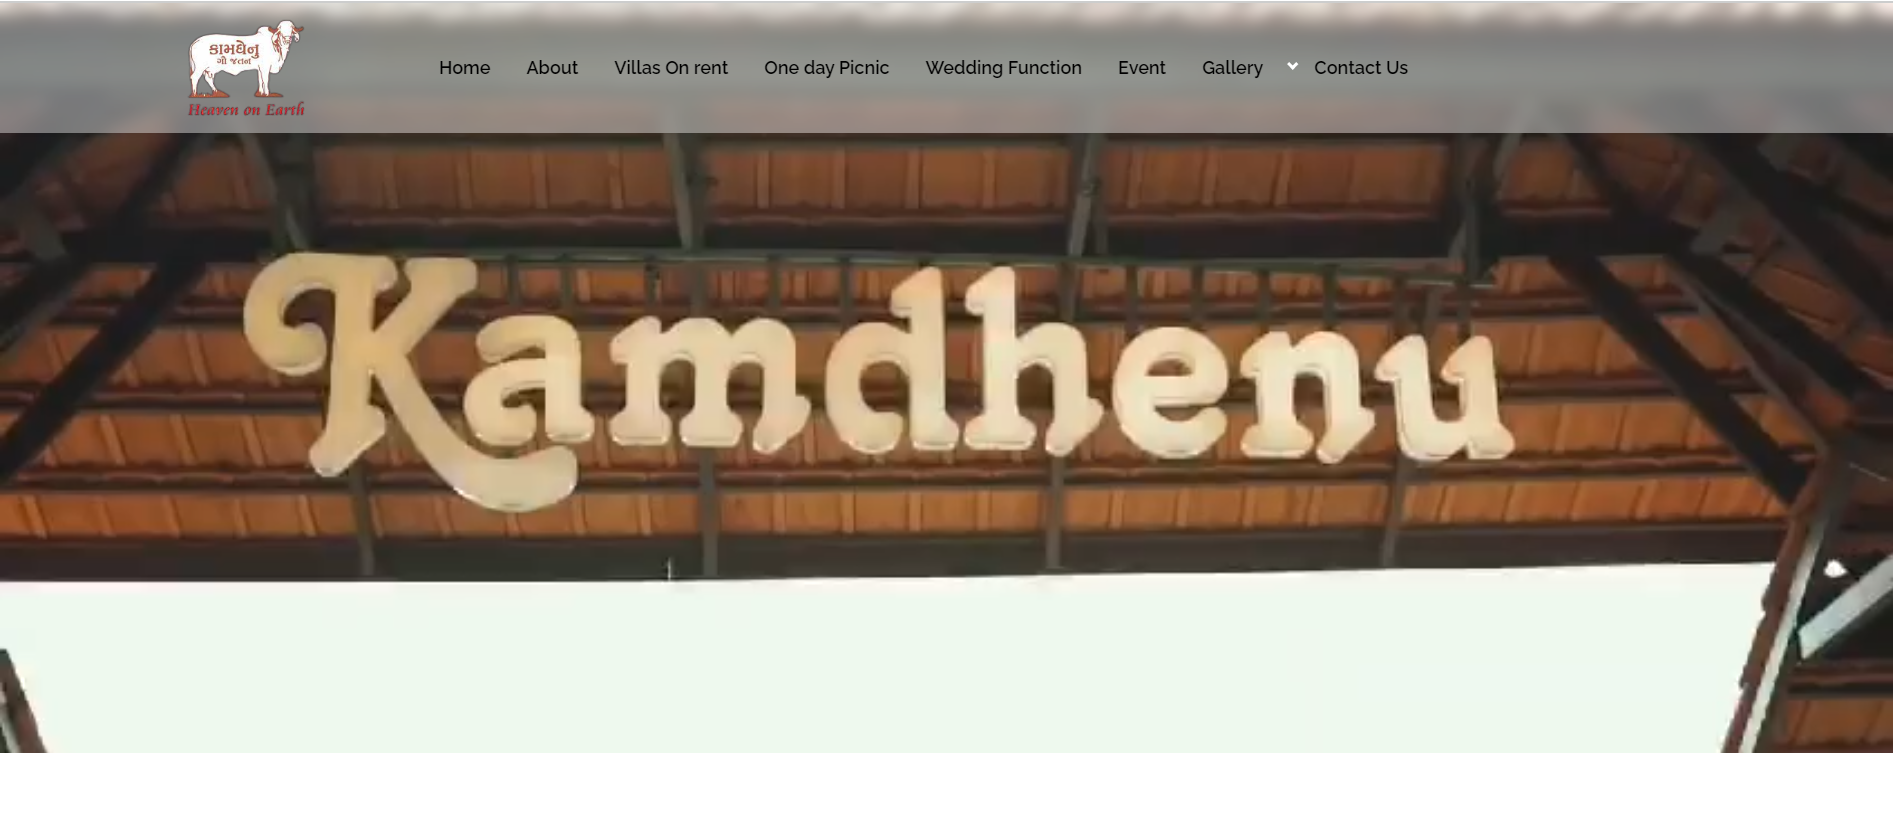 કામધેનુ
ગૌ જતન
Heaven on Earth
Home About Villas On rent One day Picnic Wedding Function Event Gallery Contact Us
Kamdhenu